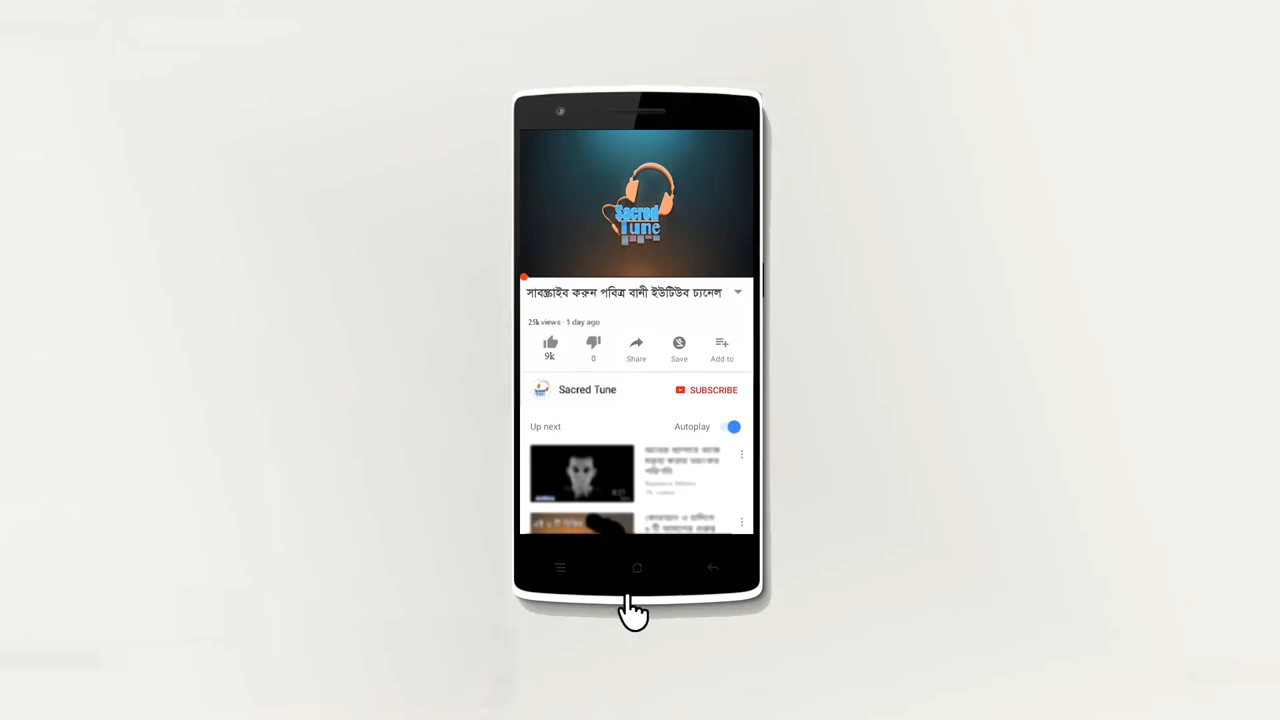 Sacred
Tune
সাবস্ক্রাইব করুন পবিত্র বানী ইউটিউব চ্যনেল
25k views · 1 day ago
9k
0
Share
Save
Add to
Sacred Tune
SUBSCRIBE
Up next
Autoplay